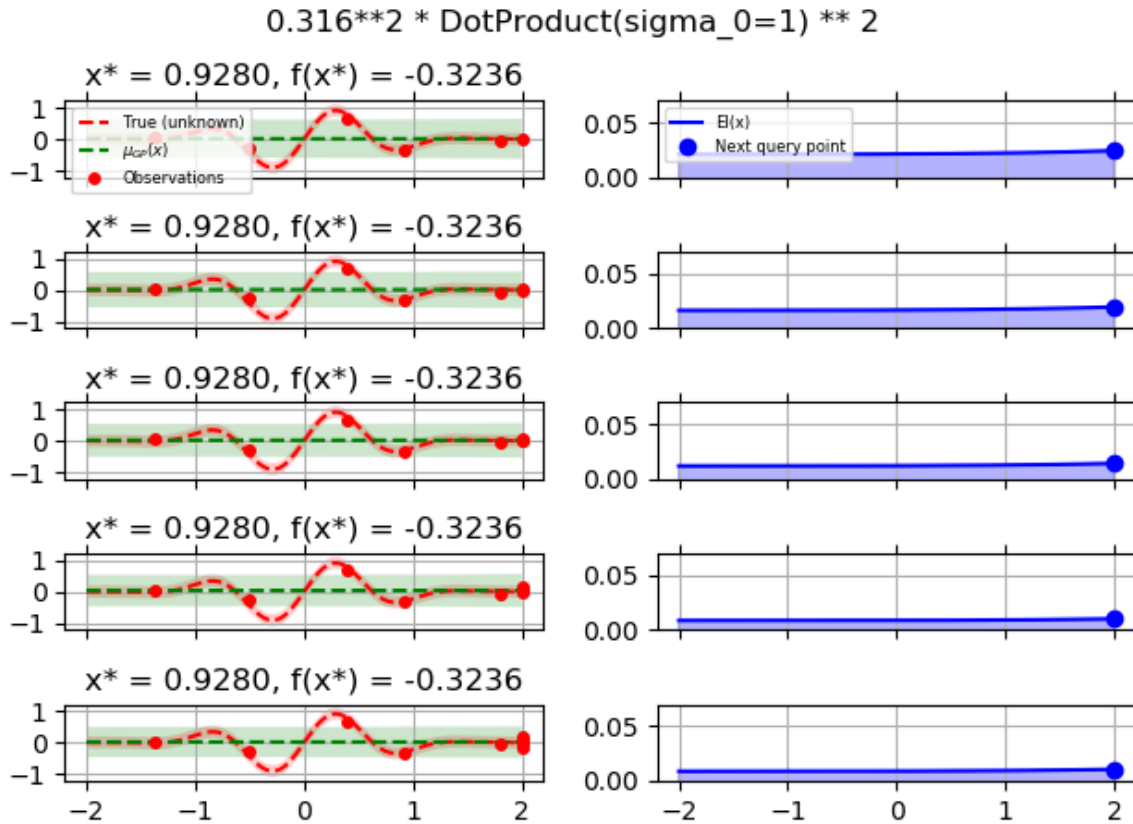 0.316**2 * DotProduct(sigma_0=1) ** 2
x* = 0.9280, f(x*) = -0.3236
1
0
−1
True (unknown)
μGP(x)
Observations
0.05
0.00
EI(x)
Next query point
x* = 0.9280, f(x*) = -0.3236
1
0
−1
0.05
0.00
x* = 0.9280, f(x*) = -0.3236
1
0
−1
0.05
0.00
x* = 0.9280, f(x*) = -0.3236
1
0
−1
0.05
0.00
x* = 0.9280, f(x*) = -0.3236
1
0
−1
0.05
0.00
−2 −1 0 1 2
−2 −1 0 1 2